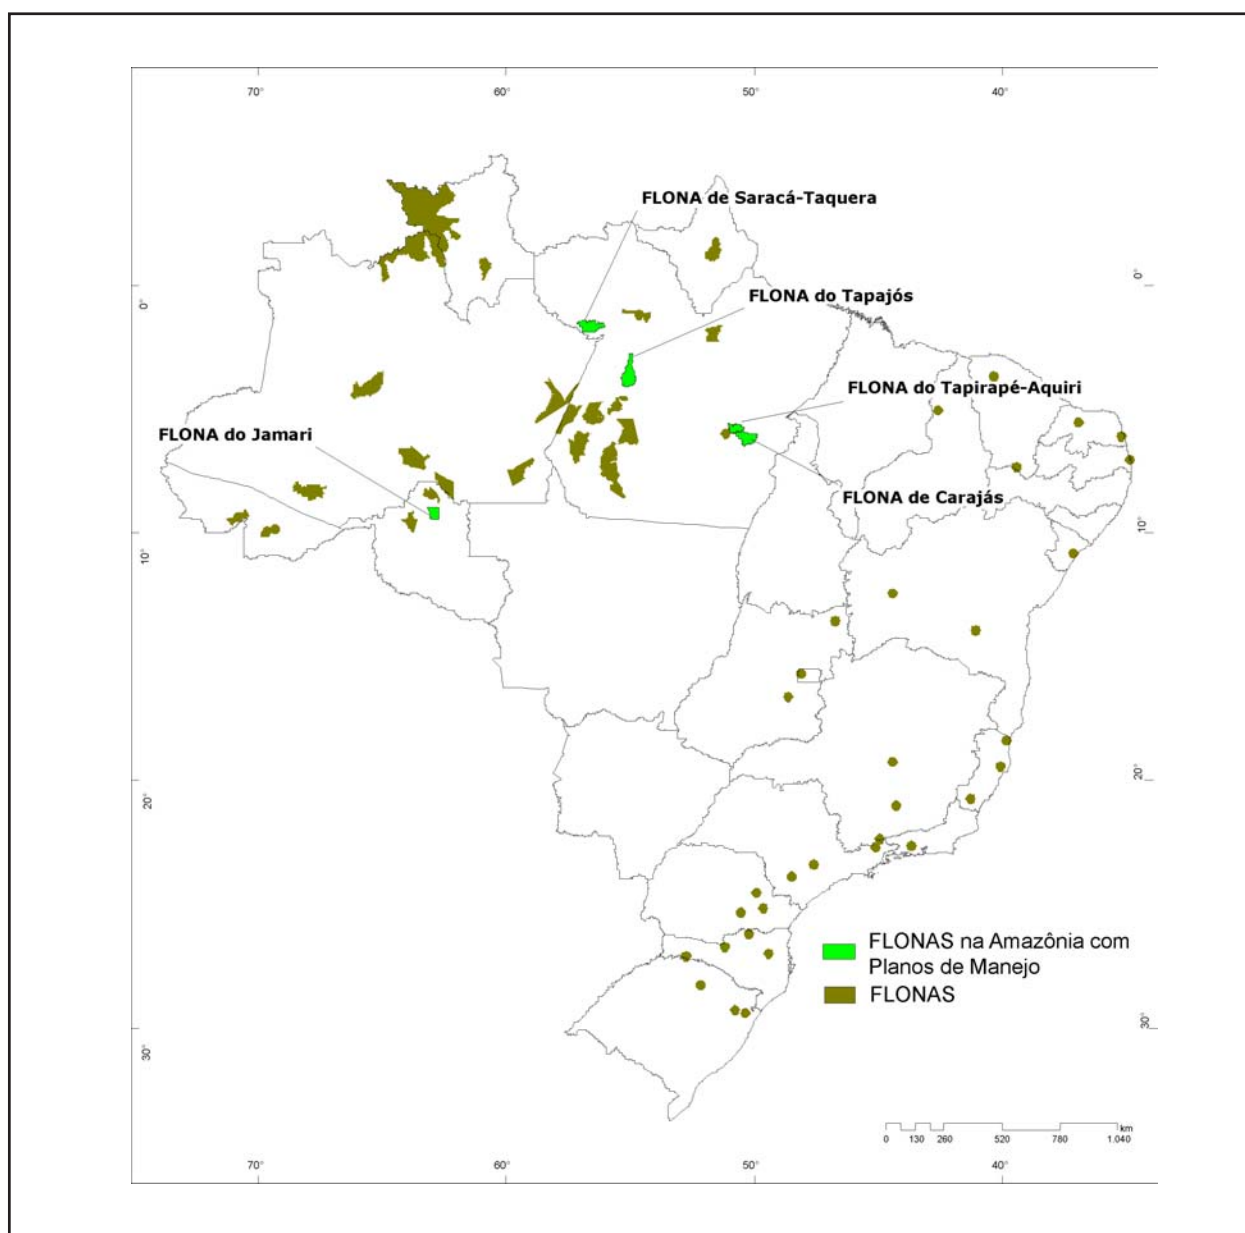 70°
60°
50°
40°
FLONA de Saracá-Taquera
0°
0°
FLONA do Tapajós
FLONA do Tapirapé-Aquiri
FLONA do Jamari
FLONA de Carajás
10°
10°
20°
20°
FLONAS na Amazônia com
Planos de Manejo
FLONAS
30°
30°
km
0 130 260 520 780 1.040
70°
60°
50°
40°